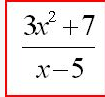 3x² + 7
x − 5